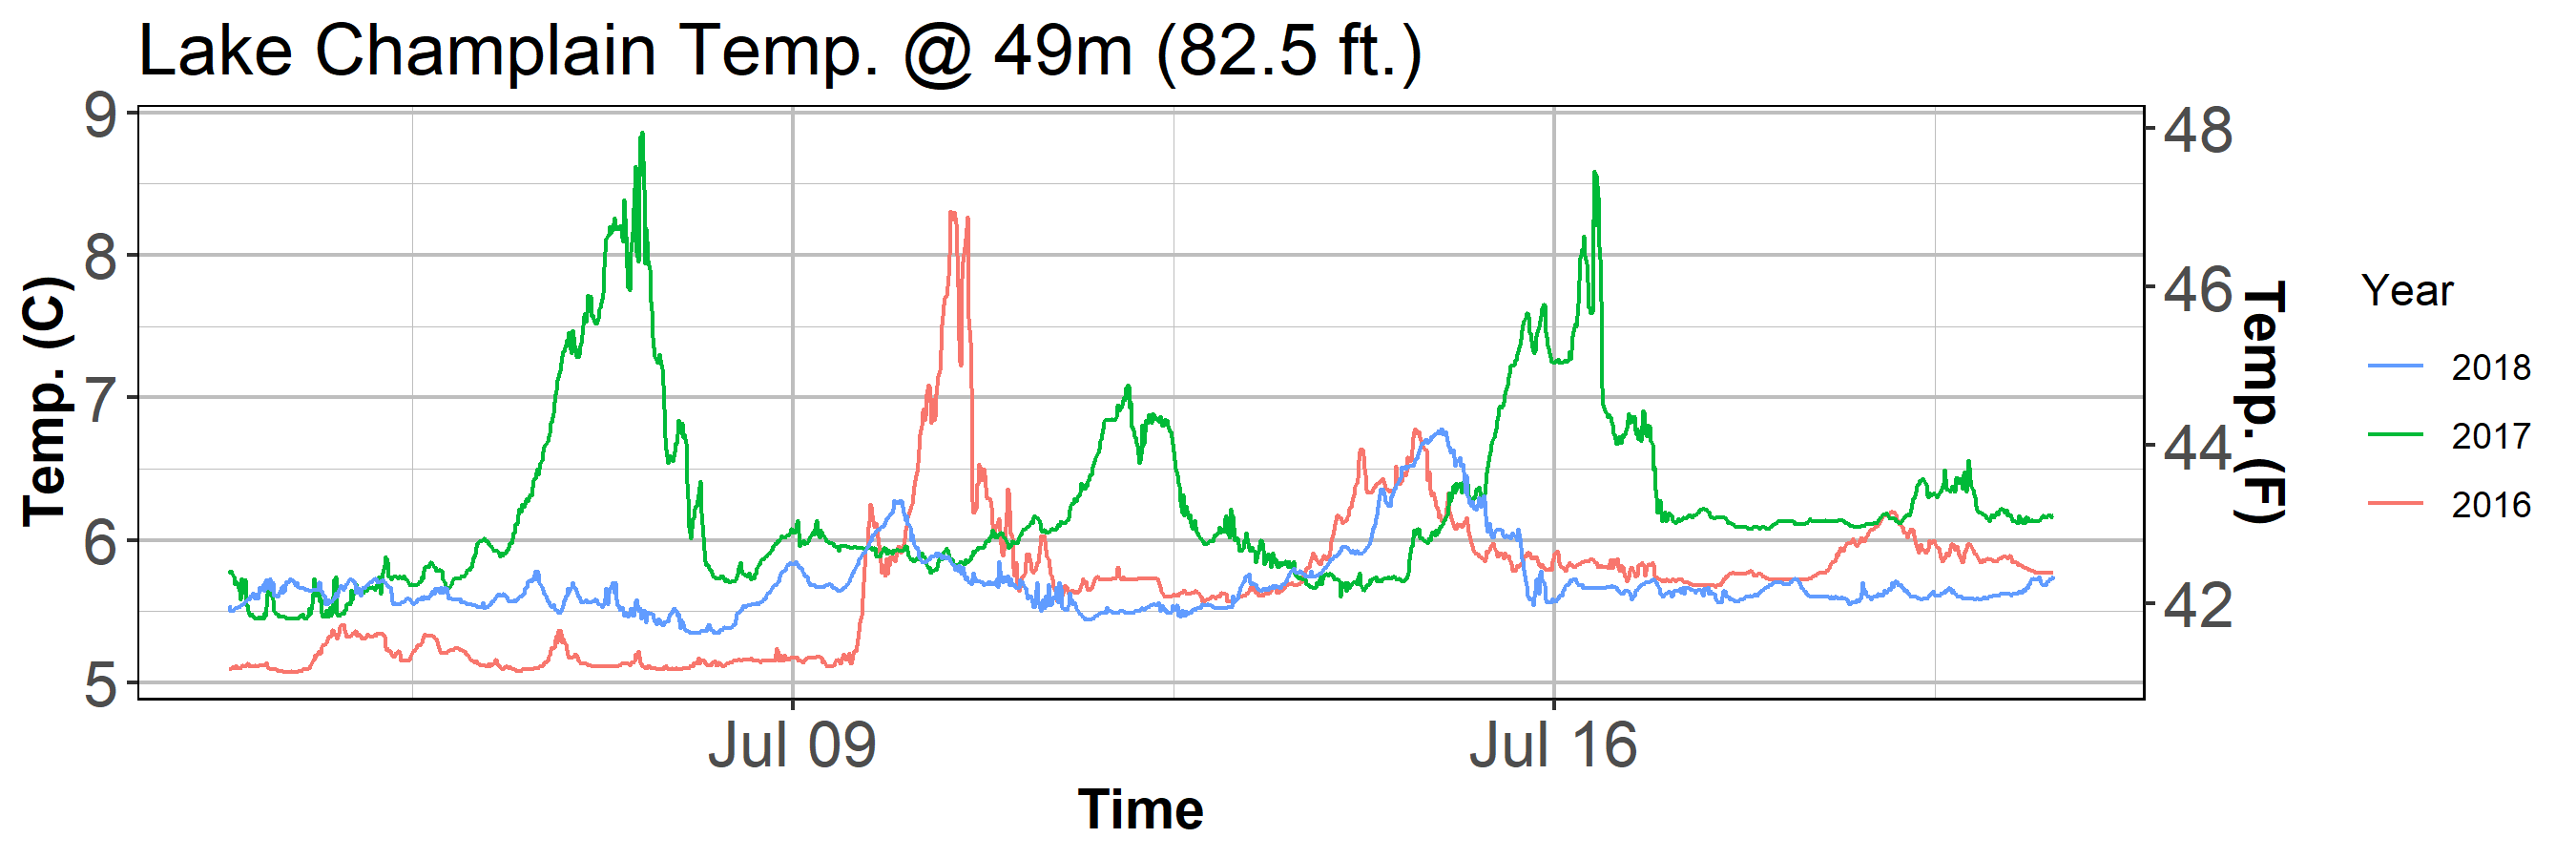 Lake Champlain Temp. @ 49m (82.5 ft.)
9
8
7
6
5
Temp. (C)
48
46
44
42
Temp. (F)
Jul 09
Jul 16
Time
Year
2018
2017
2016